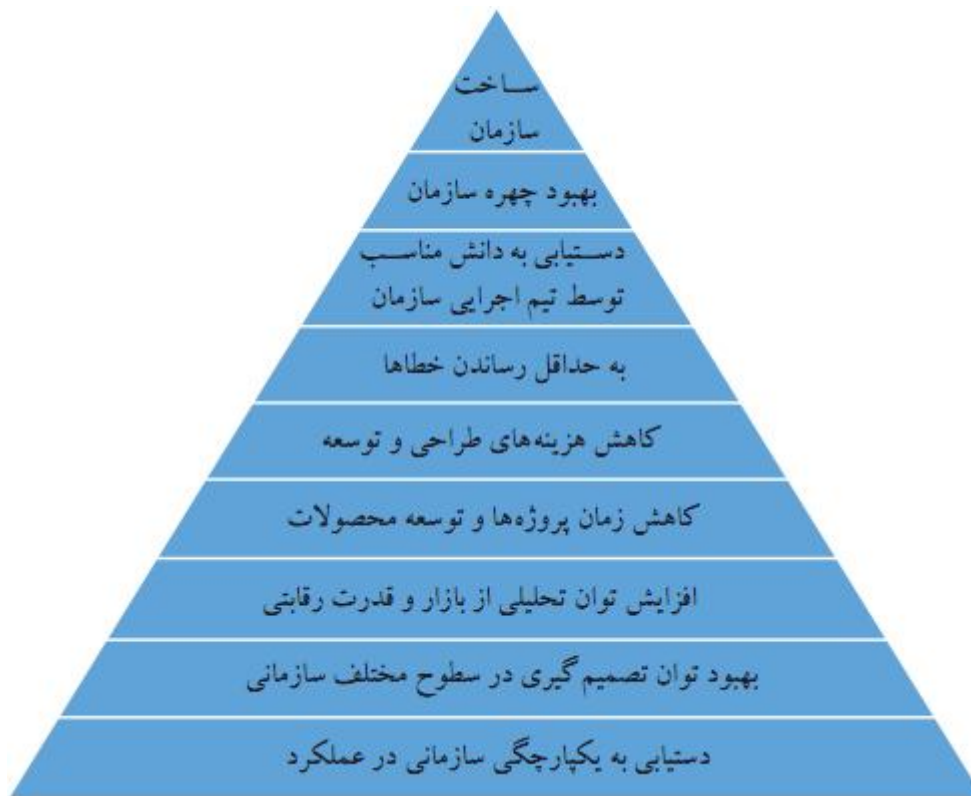 ساخت
سازمان
بهبود چهره سازمان
دستیابی به دانش مناسب
توسط تیم اجرایی سازمان
به حداقل رساندن خطاها
کاهش هزینه‌های طراحی و توسعه
کاهش زمان پروژه‌ها و توسعه محصولات
افزایش توان تحلیلی از بازار و قدرت رقابتی
بهبود توان تصمیم گیری در سطوح مختلف سازمانی
دستیابی به یکپارچگی سازمانی در عملکرد